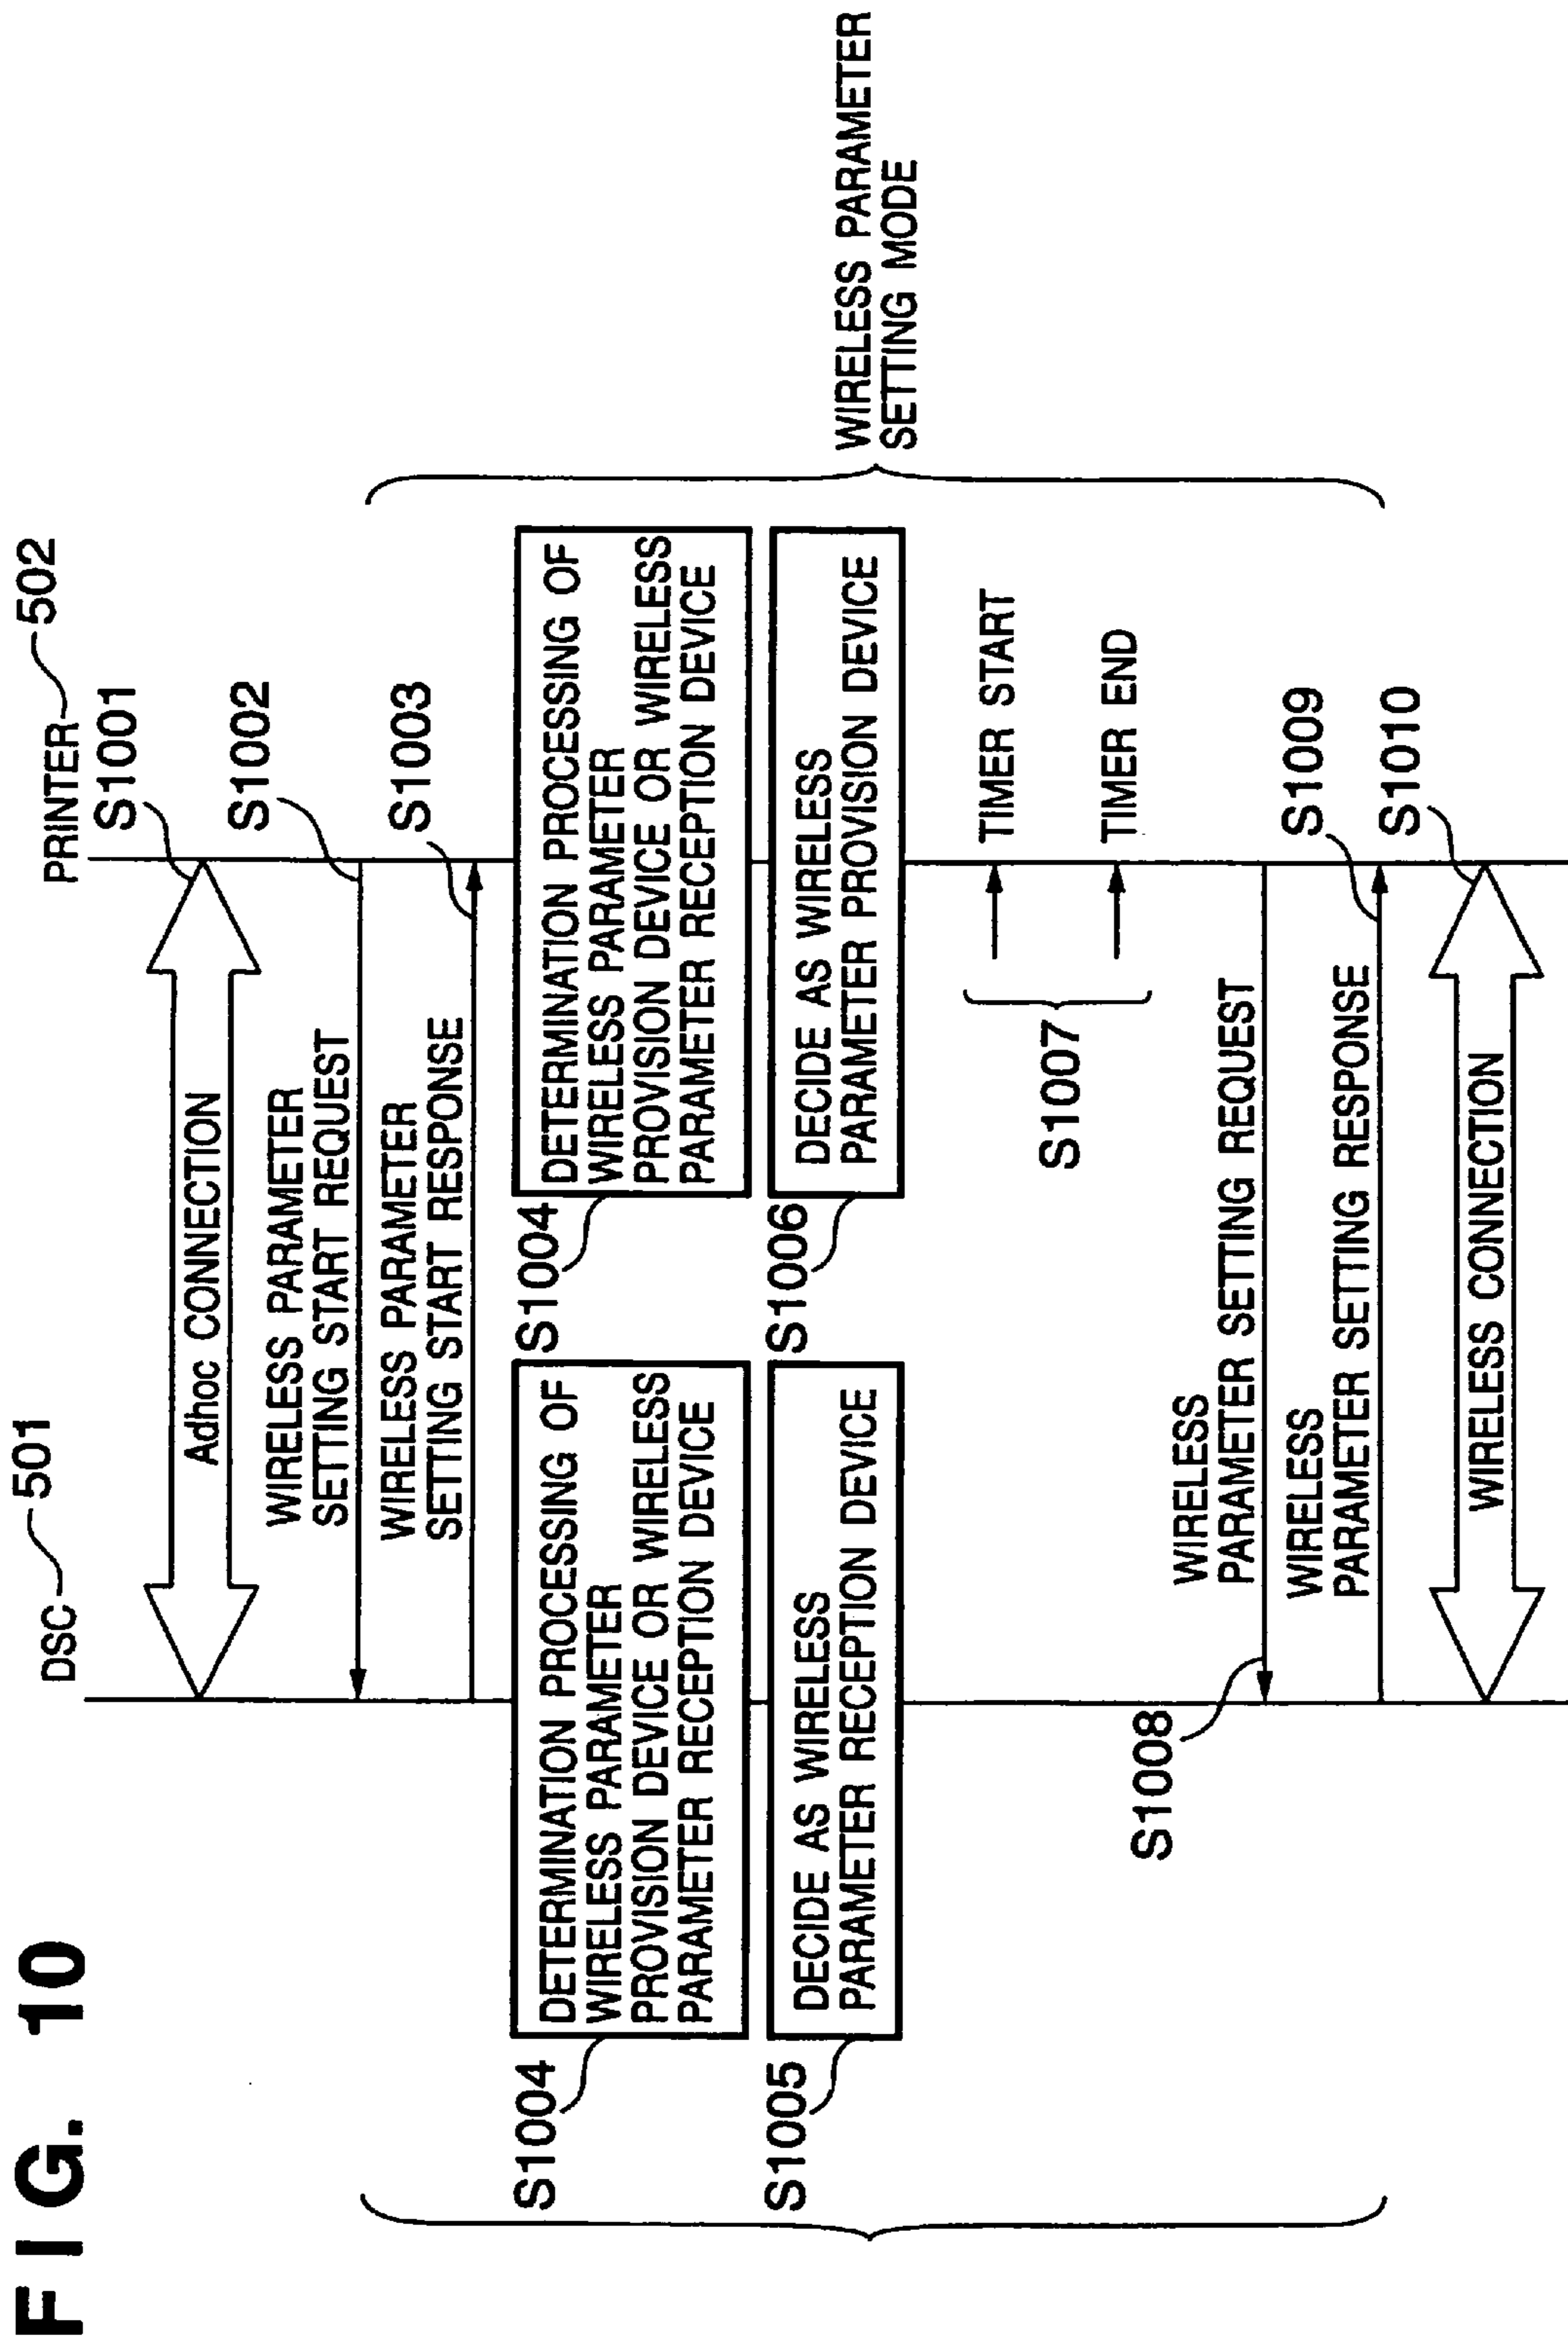 FIG. 10
DSC 501
PRINTER 502
S1001
Adhoc CONNECTION
S1002
WIRELESS PARAMETER
SETTING START REQUEST
S1003
WIRELESS PARAMETER
SETTING START RESPONSE
S1004
DETERMINATION PROCESSING OF
WIRELESS PARAMETER
PROVISION DEVICE OR WIRELESS
PARAMETER RECEPTION DEVICE
S1004
DETERMINATION PROCESSING OF
WIRELESS PARAMETER
PROVISION DEVICE OR WIRELESS
PARAMETER RECEPTION DEVICE
S1005
DECIDE AS WIRELESS
PARAMETER RECEPTION DEVICE
S1006
DECIDE AS WIRELESS
PARAMETER PROVISION DEVICE
WIRELESS PARAMETER
SETTING MODE
TIMER START
S1007
TIMER END
S1008
WIRELESS
PARAMETER SETTING REQUEST
S1009
WIRELESS
PARAMETER SETTING RESPONSE
S1010
WIRELESS CONNECTION